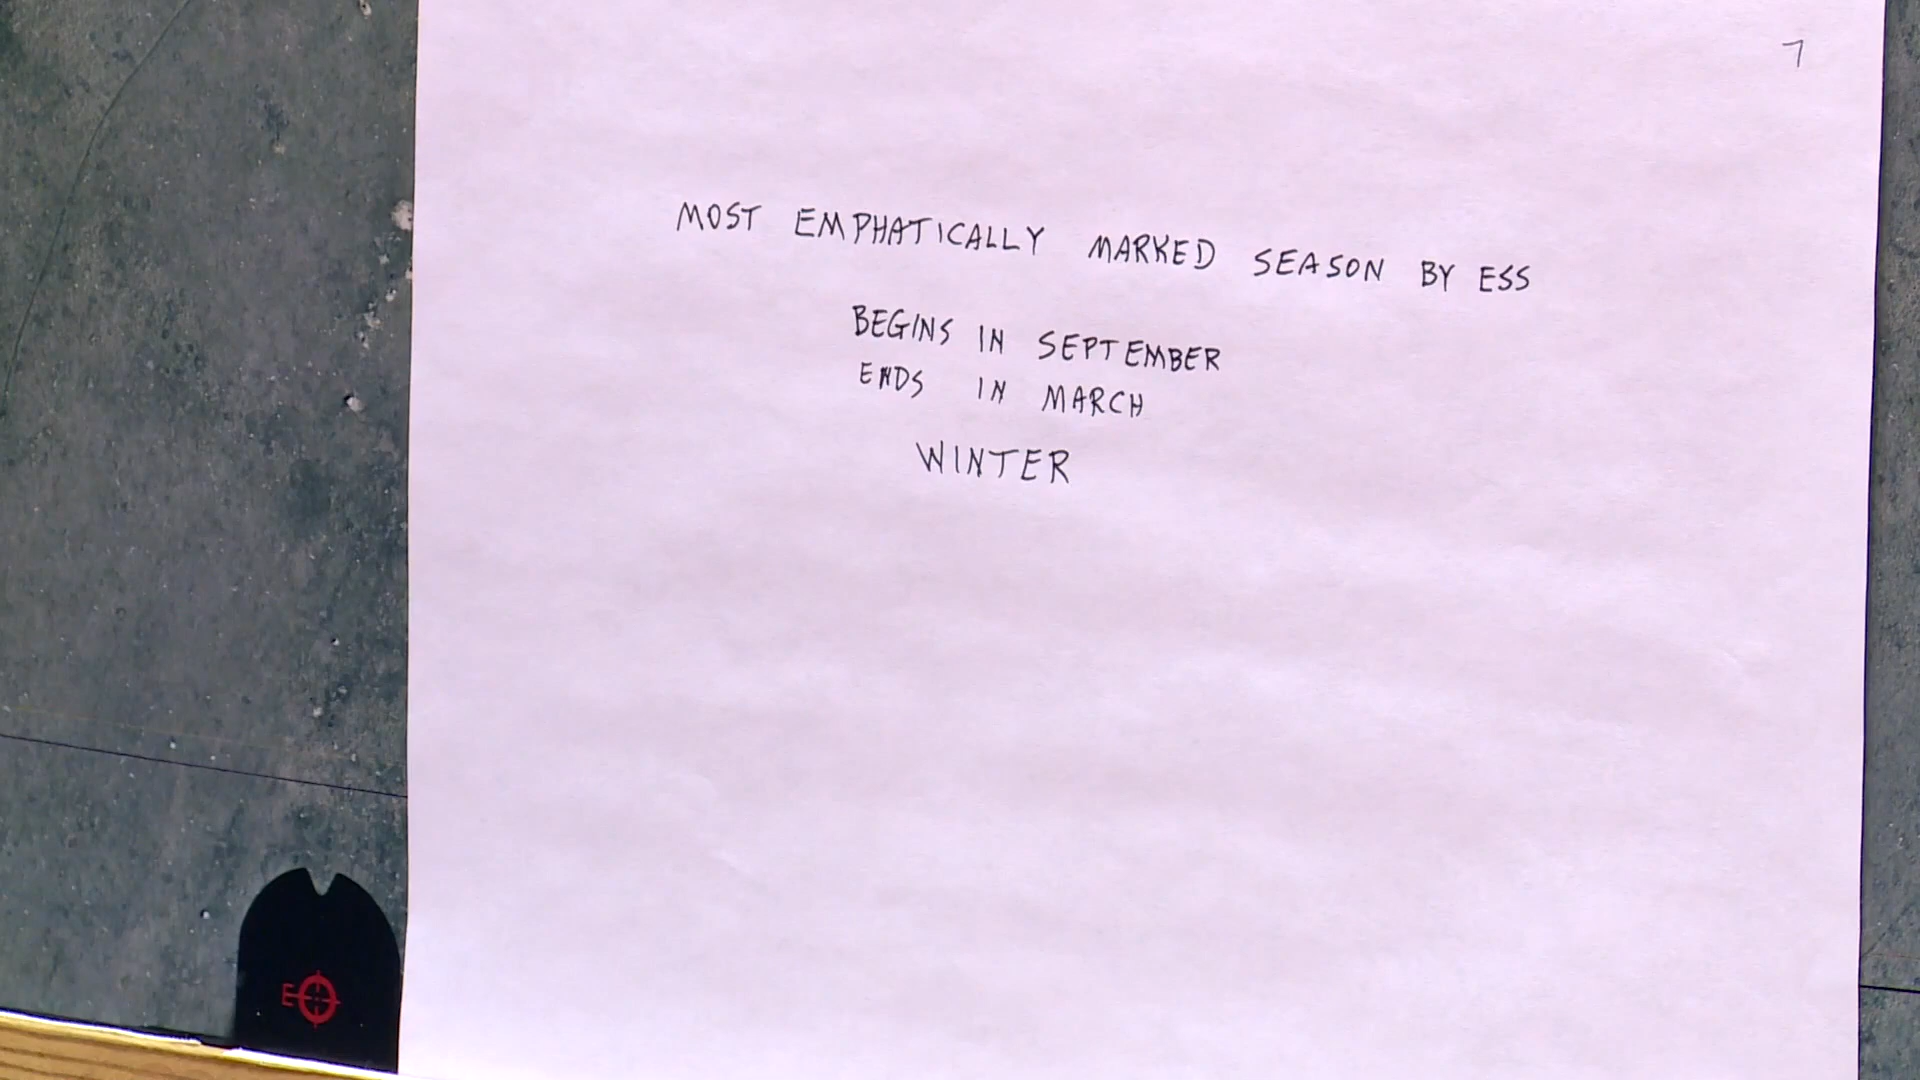 7
MOST EMPHATICALLY MARKED SEASON BY ESS
BEGINS IN SEPTEMBER
ENDS IN MARCH
WINTER
E